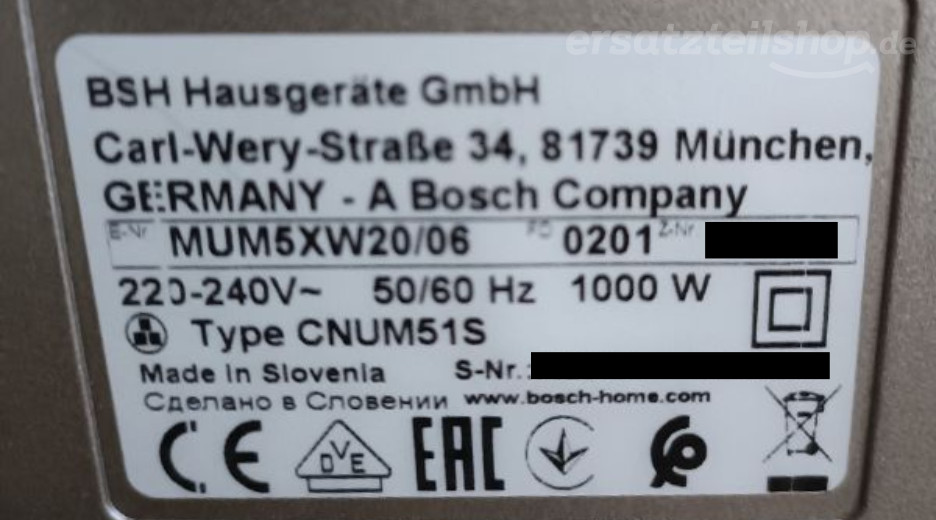 ersatzteilshop.de
BSH Hausgeräte GmbH
Carl-Wery-Straße 34, 81739 München,
GERMANY - A Bosch Company
E-Nr MUM5XW20/06 FD 0201 Z-Nr
220-240V~ 50/60 Hz 1000 W
Type CNUM51S
Made in Slovenia S-Nr.:
Сделано в Словении www.bosch-home.com
CE DVE EAC